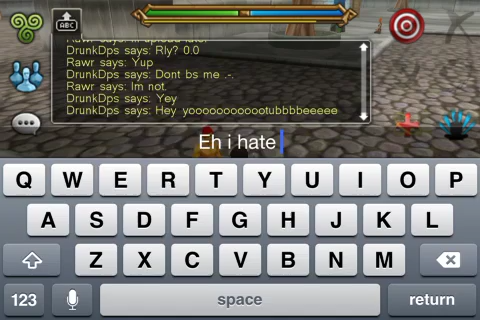 ABC
DrunkDps says: Rly? 0.0
Rawr says: Yup
DrunkDps says: Dont bs me .-.
Rawr says: Im not.
DrunkDps says: Yey
DrunkDps says: Hey yoooooooooootubbbbeeeee
Eh i hate
Q W E R T Y U I O P
A S D F G H J K L
Z X C V B N M
123 space return